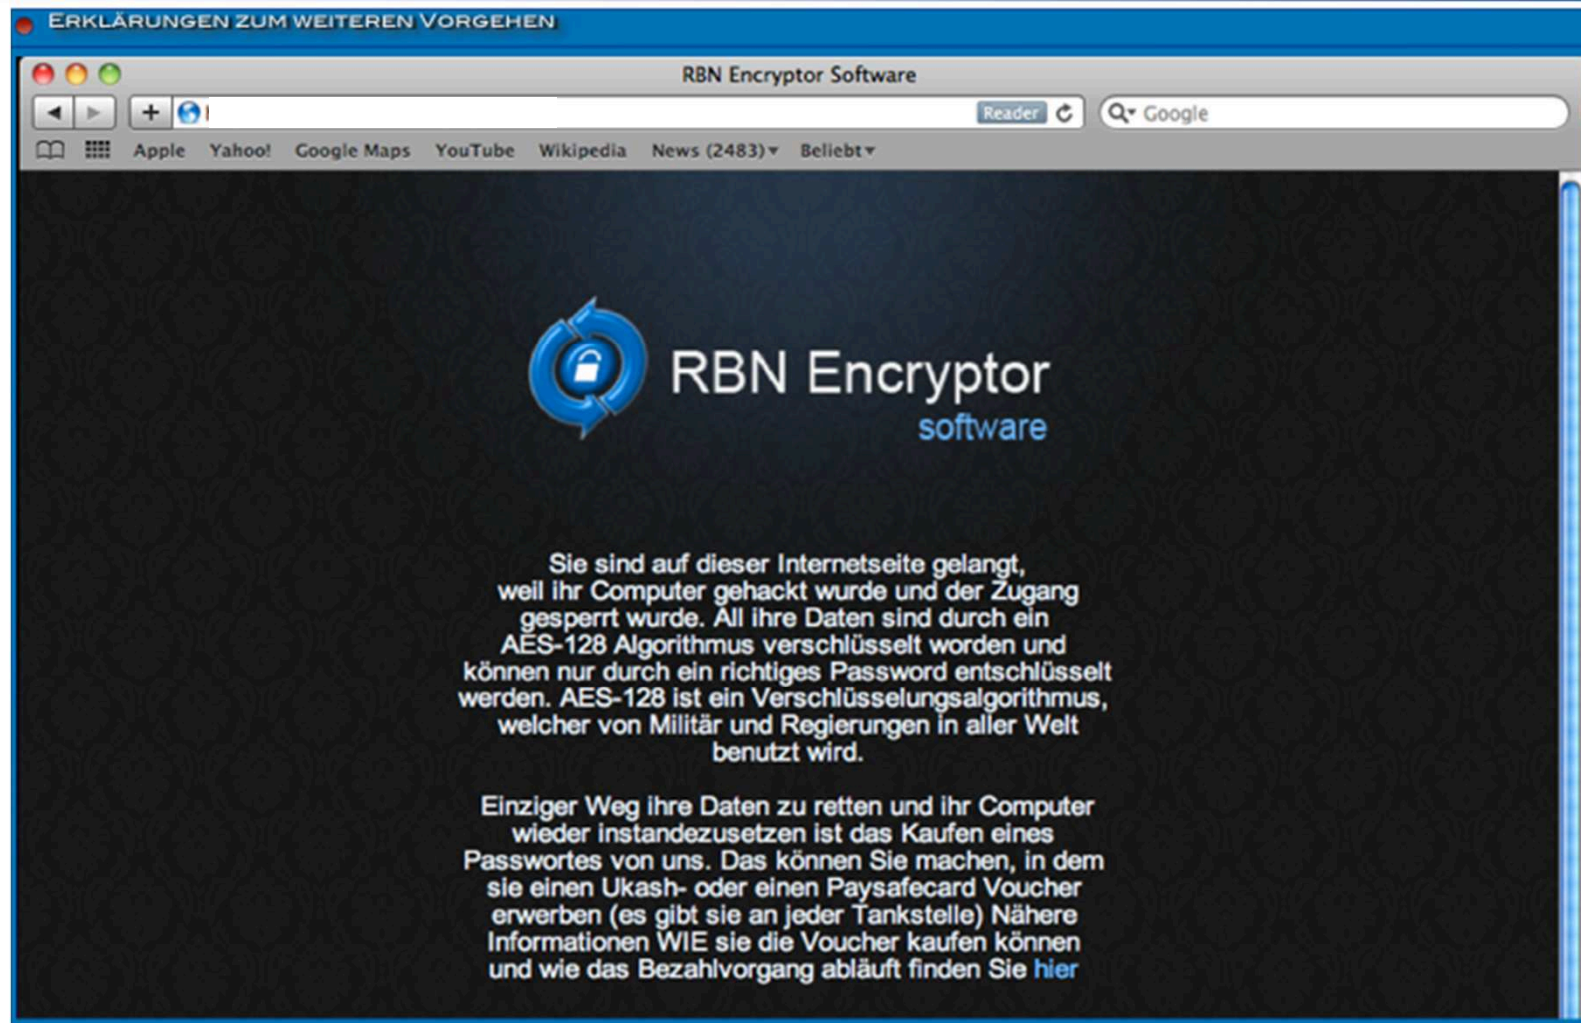 ERKLÄRUNGEN ZUM WEITEREN VORGEHEN
RBN Encryptor Software
Reader
Google
Apple Yahoo! Google Maps YouTube Wikipedia News (2483) Beliebt
RBN Encryptor
software
Sie sind auf dieser Internetseite gelangt,
weil ihr Computer gehackt wurde und der Zugang
gesperrt wurde. All ihre Daten sind durch ein
AES-128 Algorithmus verschlüsselt worden und
können nur durch ein richtiges Password entschlüsselt
werden. AES-128 ist ein Verschlüsselungsalgorithmus,
welcher von Militär und Regierungen in aller Welt
benutzt wird.
Einziger Weg ihre Daten zu retten und ihr Computer
wieder instandezusetzen ist das Kaufen eines
Passwortes von uns. Das können Sie machen, in dem
sie einen Ukash- oder einen Paysafecard Voucher
erwerben (es gibt sie an jeder Tankstelle) Nähere
Informationen WIE sie die Voucher kaufen können
und wie das Bezahlvorgang abläuft finden Sie hier